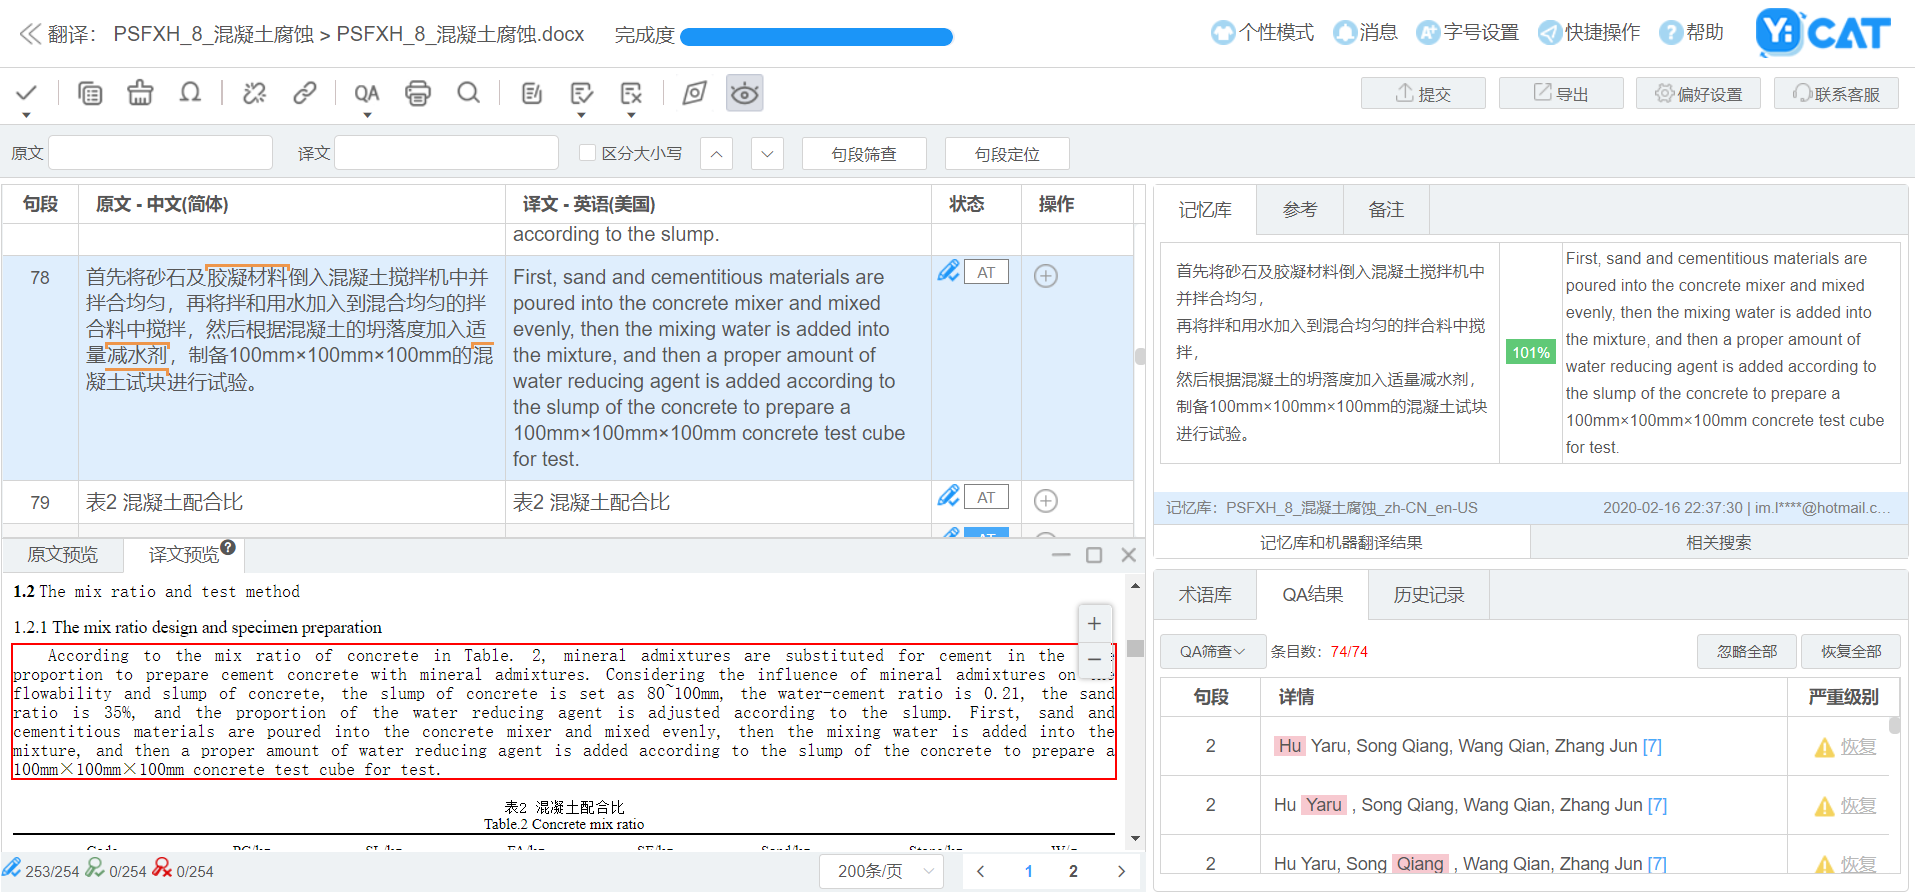 翻译： PSFXH_8_混凝土腐蚀 > PSFXH_8_混凝土腐蚀.docx 完成度
个性模式 消息 A+ 字号设置 快捷操作 ? 帮助 Yi CAT
QA 提交 导出 偏好设置 联系客服
原文 译文 区分大小写 句段筛查 句段定位
句段 原文 - 中文(简体) 译文 - 英语(美国) 状态 操作
according to the slump.
78
首先将砂石及胶凝材料倒入混凝土搅拌机中并
拌合均匀，再将拌和用水加入到混合均匀的拌
合料中搅拌，然后根据混凝土的坍落度加入适
量减水剂，制备100mm×100mm×100mm的混
凝土试块进行试验。
First, sand and cementitious materials are
poured into the concrete mixer and mixed
evenly, then the mixing water is added into
the mixture, and then a proper amount of
water reducing agent is added according to
the slump of the concrete to prepare a
100mm×100mm×100mm concrete test cube
for test.
AT
79 表2 混凝土配合比 表2 混凝土配合比 AT
AT
原文预览 译文预览 ?
1.2 The mix ratio and test method
1.2.1 The mix ratio design and specimen preparation
According to the mix ratio of concrete in Table. 2, mineral admixtures are substituted for cement in the
proportion to prepare cement concrete with mineral admixtures. Considering the influence of mineral admixtures on the
flowability and slump of concrete, the slump of concrete is set as 80~100mm, the water-cement ratio is 0.21, the sand
ratio is 35%, and the proportion of the water reducing agent is adjusted according to the slump. First, sand and
cementitious materials are poured into the concrete mixer and mixed evenly, then the mixing water is added into the
mixture, and then a proper amount of water reducing agent is added according to the slump of the concrete to prepare a
100mm×100mm×100mm concrete test cube for test.
表2 混凝土配合比
Table.2 Concrete mix ratio
253/254 0/254 0/254 200条/页 1 2
记忆库 参考 备注
首先将砂石及胶凝材料倒入混凝土搅拌机中
并拌合均匀，
再将拌和用水加入到混合均匀的拌合料中搅
拌，
然后根据混凝土的坍落度加入适量减水剂，
制备100mm×100mm×100mm的混凝土试块
进行试验。
101%
First, sand and cementitious materials are
poured into the concrete mixer and mixed
evenly, then the mixing water is added into
the mixture, and then a proper amount of
water reducing agent is added according to
the slump of the concrete to prepare a
100mm×100mm×100mm concrete test cube
for test.
记忆库：PSFXH_8_混凝土腐蚀_zh-CN_en-US 2020-02-16 22:37:30 | im.l****@hotmail.c...
记忆库和机器翻译结果 相关搜索
术语库 QA结果 历史记录
QA筛查 条目数：74/74 忽略全部 恢复全部
句段 详情 严重级别
2 Hu Yaru, Song Qiang, Wang Qian, Zhang Jun [7] 恢复
2 Hu Yaru , Song Qiang, Wang Qian, Zhang Jun [7] 恢复
2 Hu Yaru, Song Qiang , Wang Qian, Zhang Jun [7] 恢复